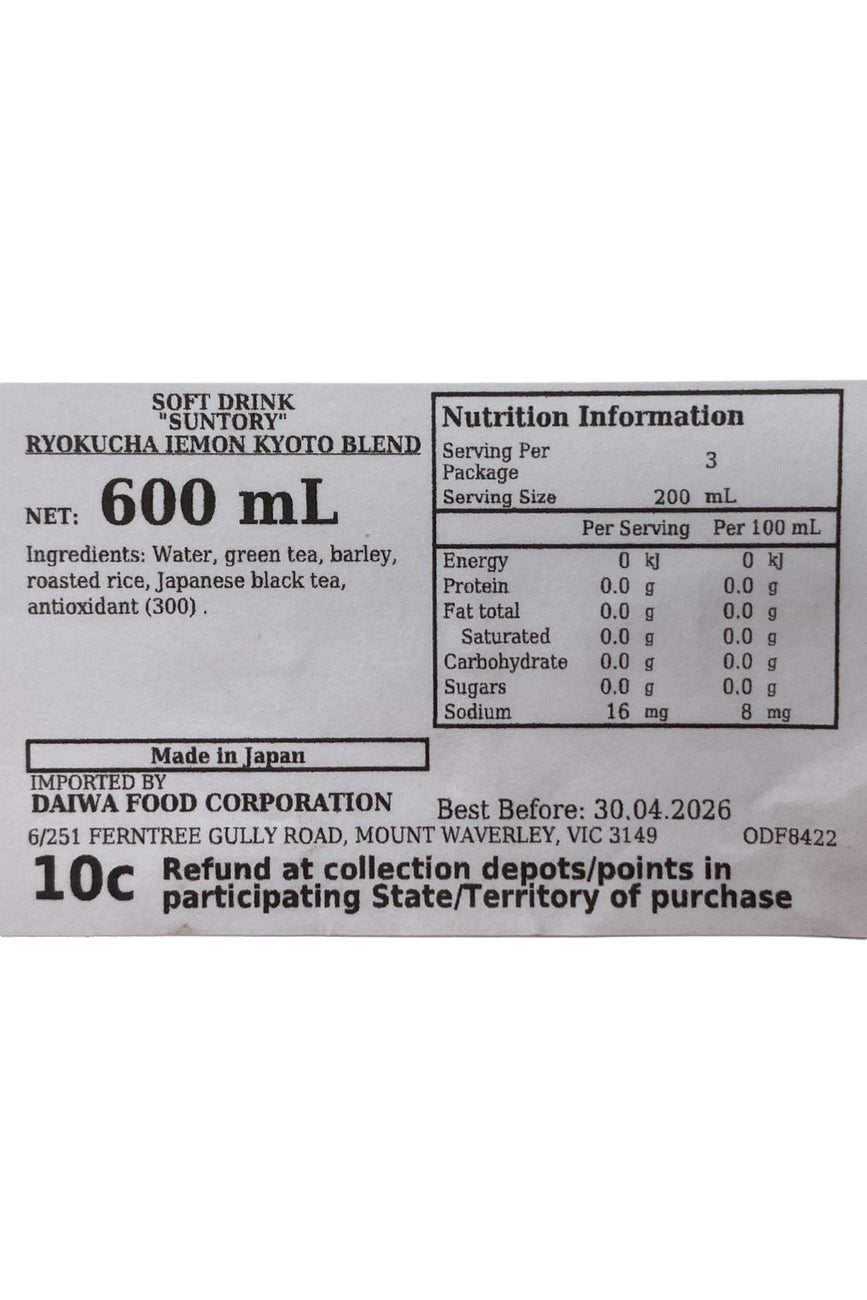 SOFT DRINK
"SUNTORY"
RYOKUCHA IEMON KYOTO BLEND
NET: 600 mL
Ingredients: Water, green tea, barley,
roasted rice, Japanese black tea,
antioxidant (300) .
Nutrition Information
Serving Per
Package 3
Serving Size 200 mL
Per Serving Per 100 mL
Energy 0 kJ 0 kJ
Protein 0.0 g 0.0 g
Fat total 0.0 g 0.0 g
Saturated 0.0 g 0.0 g
Carbohydrate 0.0 g 0.0 g
Sugars 0.0 g 0.0 g
Sodium 16 mg 8 mg
Made in Japan
IMPORTED BY
DAIWA FOOD CORPORATION
Best Before: 30.04.2026
6/251 FERNTREE GULLY ROAD, MOUNT WAVERLEY, VIC 3149 ODF8422
10c Refund at collection depots/points in
participating State/Territory of purchase